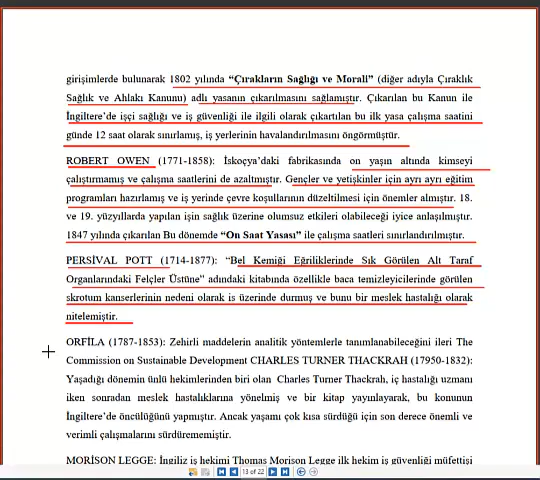 girişimlerde bulunarak 1802 yılında “Çırakların Sağlığı ve Morali” (diğer adıyla Çıraklık
Sağlık ve Ahlakı Kanunu) adlı yasanın çıkarılmasını sağlamıştır. Çıkarılan bu Kanun ile
İngiltere'de işçi sağlığı ve iş güvenliği ile ilgili olarak çıkartılan bu ilk yasa çalışma saatini
günde 12 saat olarak sınırlamış, iş yerlerinin havalandırılmasını öngörmüştür.
ROBERT OWEN (1771-1858): İskoçya'daki fabrikasında on yaşın altında kimseyi
çalıştırmamış ve çalışma saatlerini de azaltmıştır. Gençler ve yetişkinler için ayrı ayrı eğitim
programları hazırlamış ve iş yerinde çevre koşullarının düzeltilmesi için önemler almıştır. 18.
ve 19. yüzyıllarda yapılan işin sağlık üzerine olumsuz etkileri olabileceği iyice anlaşılmıştır.
1847 yılında çıkarılan Bu dönemde “On Saat Yasası” ile çalışma saatleri sınırlandırılmıştır.
PERSİVAL POTT (1714-1877): “Bel Kemiği Eğriliklerinde Sık Görülen Alt Taraf
Organlarındaki Felçler Üstüne” adındaki kitabında özellikle baca temizleyicilerinde görülen
skrotum kanserlerinin nedeni olarak is üzerinde durmuş ve bunu bir meslek hastalığı olarak
nitelemiştir.
ORFİLA (1787-1853): Zehirli maddelerin analitik yöntemlerle tanımlanabileceğini ileri The
Commission on Sustainable Development CHARLES TURNER THACKRAH (17950-1832):
Yaşadığı dönemin ünlü hekimlerinden biri olan Charles Turner Thackrah, iç hastalığı uzmanı
iken sonradan meslek hastalıklarına yönelmiş ve bir kitap yayınlayarak, bu konunun
İngiltere'de öncülüğünü yapmıştır. Ancak yaşamı çok kısa sürdüğü için son derece önemli ve
verimli çalışmalarını sürdürememiştir.
MORİSON LEGGE: İngiliz iş hekimi Thomas Morison Legge ilk hekim iş güvenliği müfettişi
13 of 22